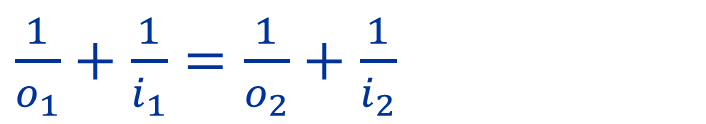 1/o₁ + 1/i₁ = 1/o₂ + 1/i₂